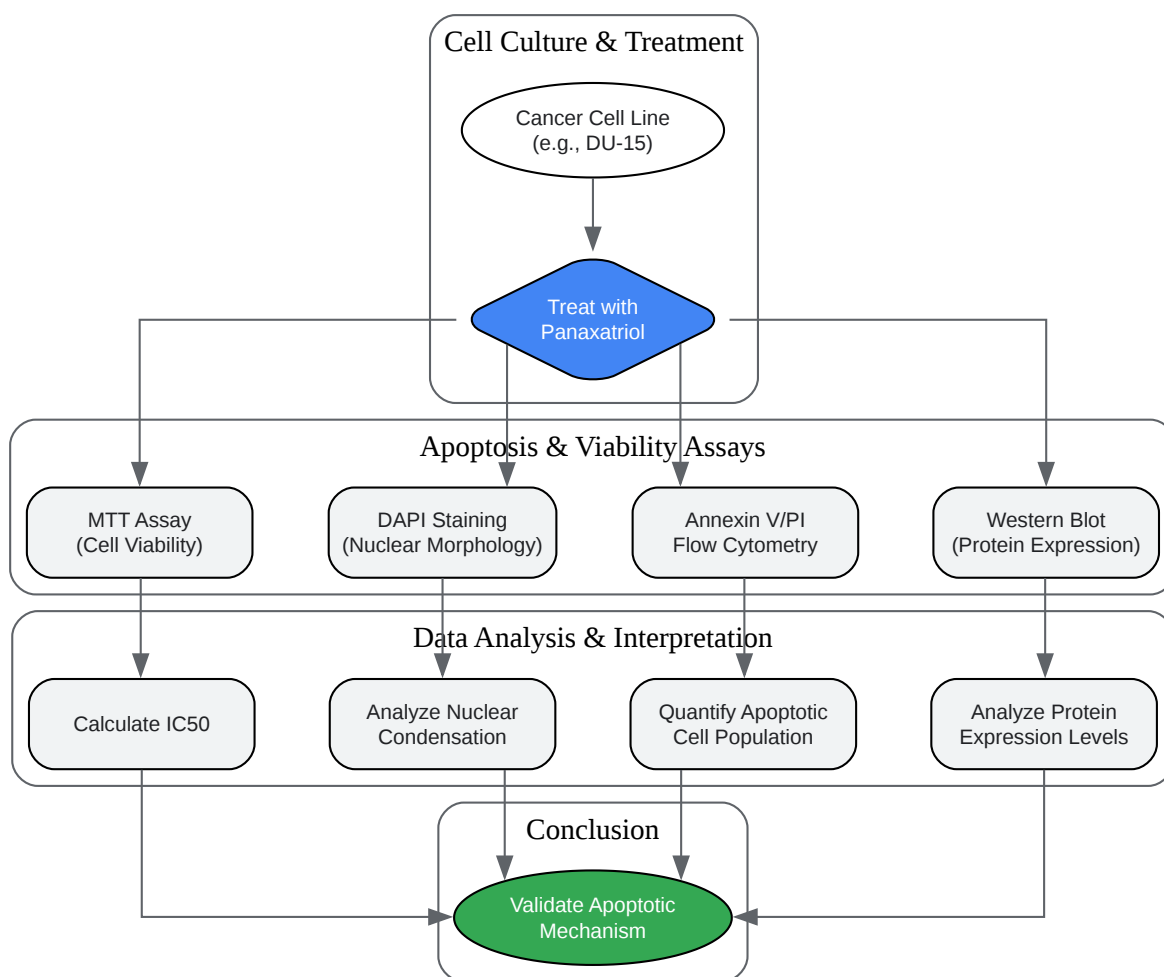 Cell Culture & Treatment
Cancer Cell Line
(e.g., DU-15)
Treat with
Panaxatriol
Apoptosis & Viability Assays
MTT Assay
(Cell Viability)
DAPI Staining
(Nuclear Morphology)
Annexin V/PI
Flow Cytometry
Western Blot
(Protein Expression)
Data Analysis & Interpretation
Calculate IC50
Analyze Nuclear
Condensation
Quantify Apoptotic
Cell Population
Analyze Protein
Expression Levels
Conclusion
Validate Apoptotic
Mechanism